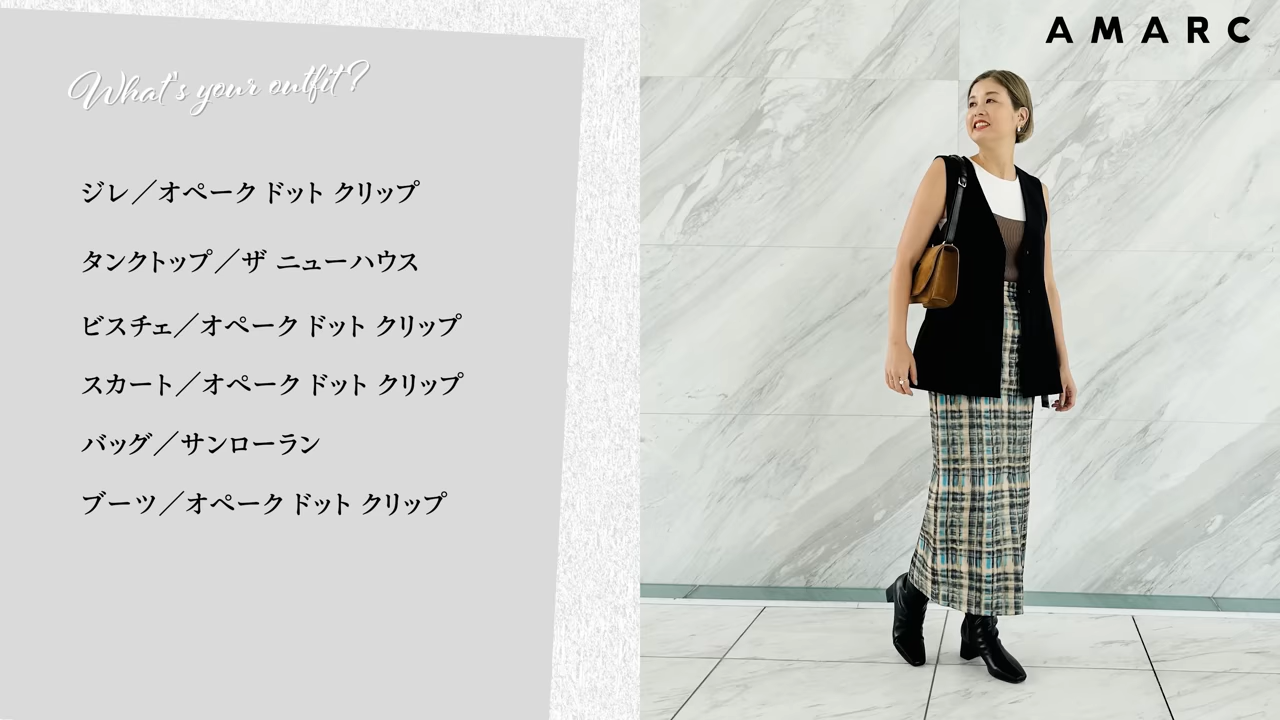 What's your outfit?
ジレ／オペーク ドット クリップ
タンクトップ／ザ ニューハウス
ビスチェ／オペーク ドット クリップ
スカート／オペーク ドット クリップ
バッグ／サンローラン
ブーツ／オペーク ドット クリップ
AMARC